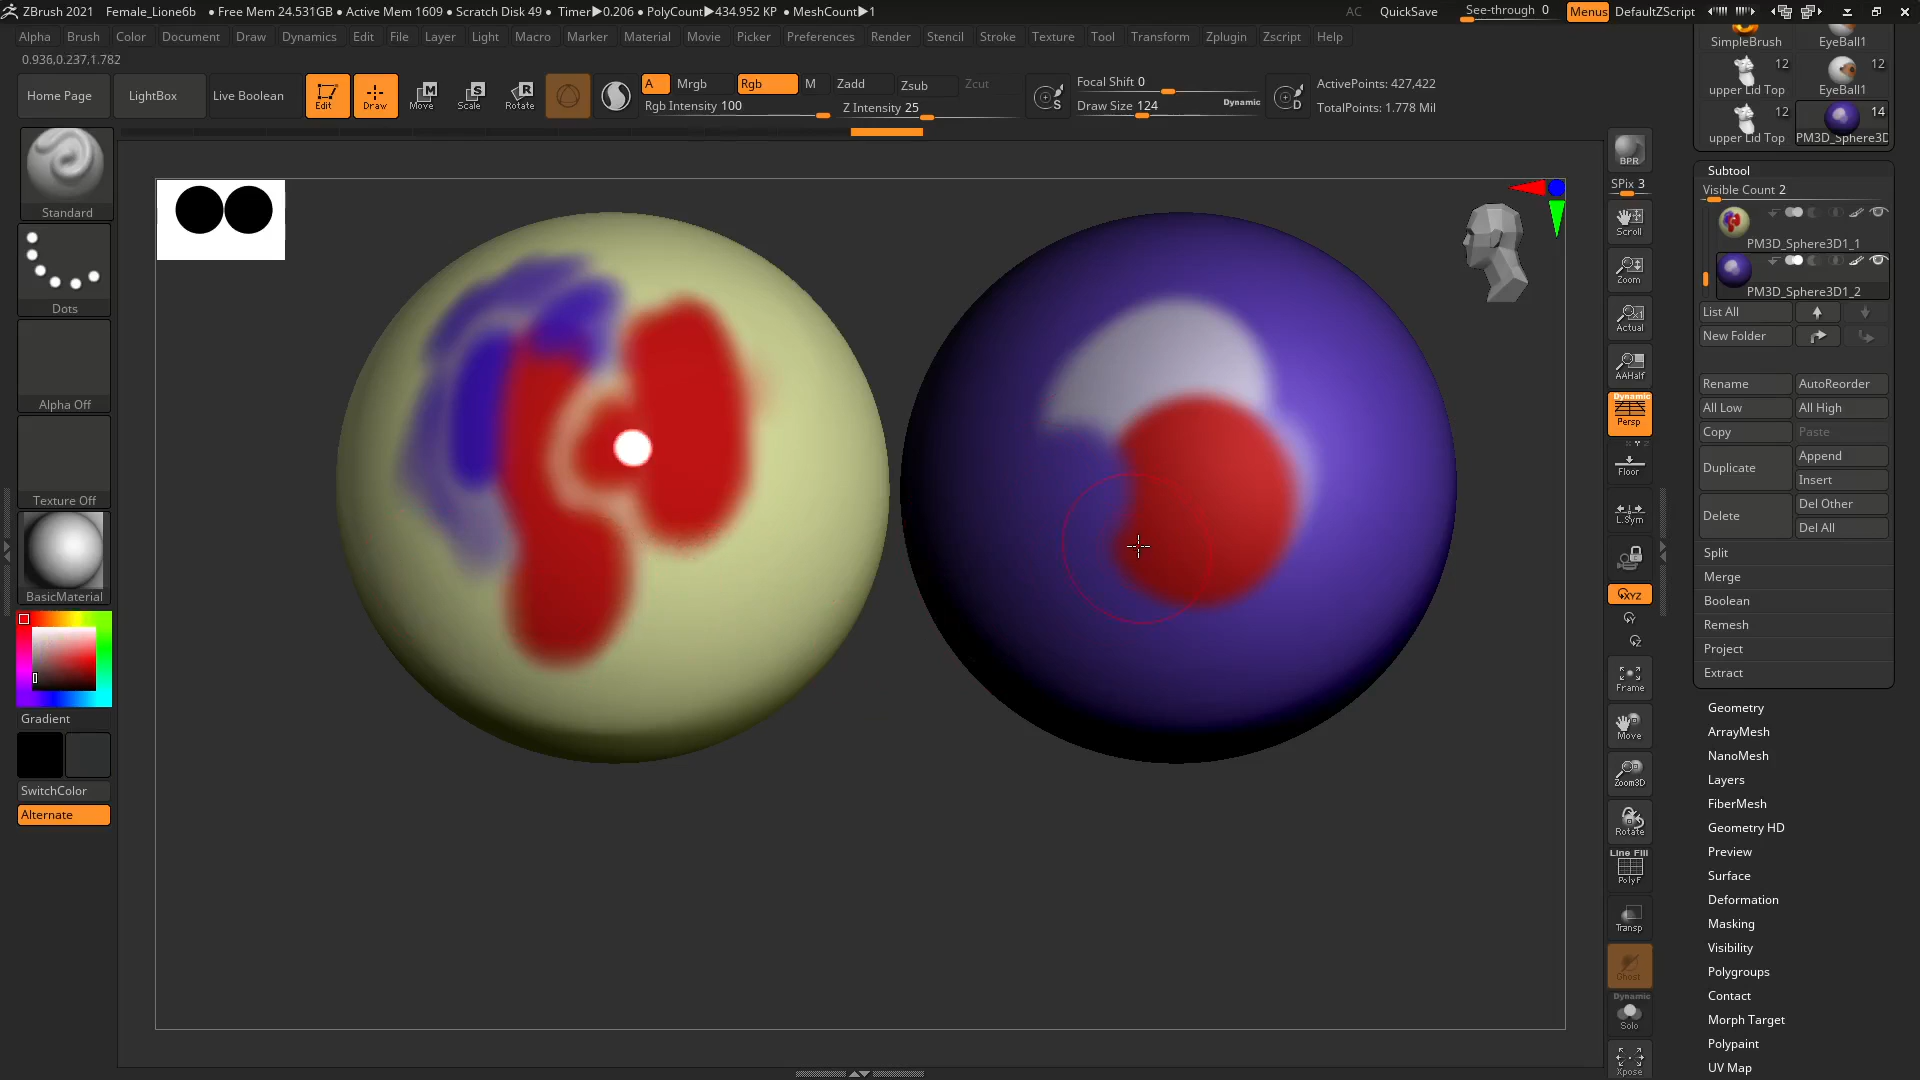 ZBrush 2021 Female_Lione6b • Free Mem 24.531GB • Active Mem 1609 • Scratch Disk 49 • Timer▶0.206 • PolyCount▶434.952 KP • MeshCount▶1 AC QuickSave See-through 0 Menus DefaultZScript
Alpha Brush Color Document Draw Dynamics Edit File Layer Light Macro Marker Material Movie Picker Preferences Render Stencil Stroke Texture Tool Transform Zplugin Zscript Help
0.936,0.237,1.782
Home Page LightBox Live Boolean Edit Draw Move Scale Rotate
A Mrgb Rgb M Zadd Zsub Zcut
Rgb Intensity 100 Z Intensity 25
Focal Shift 0
Draw Size 124 Dynamic
ActivePoints: 427,422
TotalPoints: 1.778 Mil
Standard
Dots
Alpha Off
Texture Off
BasicMaterial
Gradient
SwitchColor
Alternate
BPR
SPix 3
Scroll
Zoom
Actual
AAHalf
Dynamic
Persp
Floor
L.Sym
XYZ
Y
Z
Frame
Move
Zoom3D
Rotate
Line Fill
PolyF
Transp
Ghost
Dynamic
Solo
Xpose
SimpleBrush EyeBall1
12 12
upper Lid Top EyeBall1
12 14
upper Lid Top PM3D_Sphere3D
Subtool
Visible Count 2
PM3D_Sphere3D1_1
PM3D_Sphere3D1_2
List All
New Folder
Rename AutoReorder
All Low All High
Copy Paste
Duplicate Append
Insert
Delete Del Other
Del All
Split
Merge
Boolean
Remesh
Project
Extract
Geometry
ArrayMesh
NanoMesh
Layers
FiberMesh
Geometry HD
Preview
Surface
Deformation
Masking
Visibility
Polygroups
Contact
Morph Target
Polypaint
UV Map